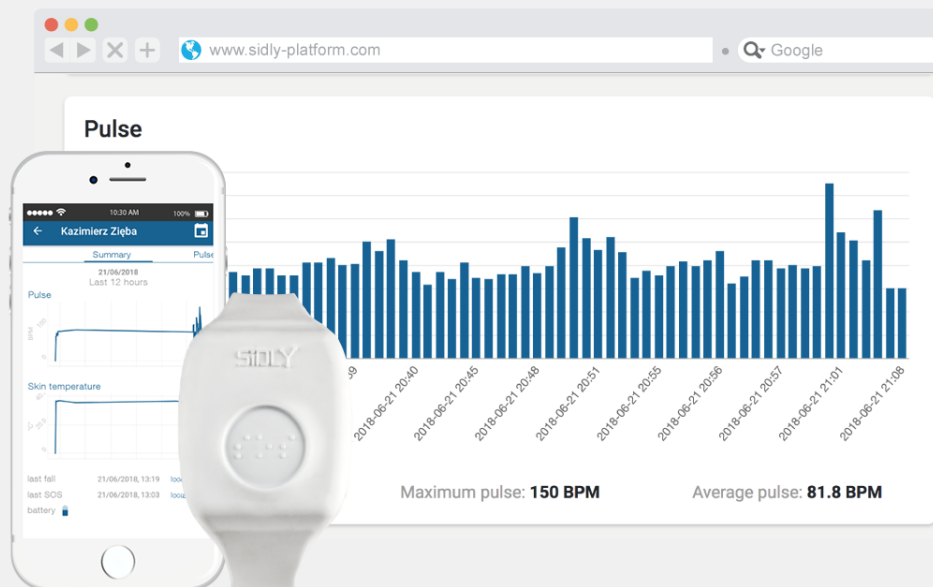 www.sidly-platform.com
Google
Pulse
10:30 AM 100%
Kazimierz Zięba
Summary Pulse
21/06/2018
Last 12 hours
Pulse
BPM
100
0
Skin temperature
0
last fall 21/06/2018, 13:19
last SOS 21/06/2018, 13:03
battery
SiDLY
2018-06-21 20:40
2018-06-21 20:45
2018-06-21 20:48
2018-06-21 20:51
2018-06-21 20:55
2018-06-21 20:56
2018-06-21 20:57
2018-06-21 21:01
2018-06-21 21:08
Maximum pulse: 150 BPM
Average pulse: 81.8 BPM